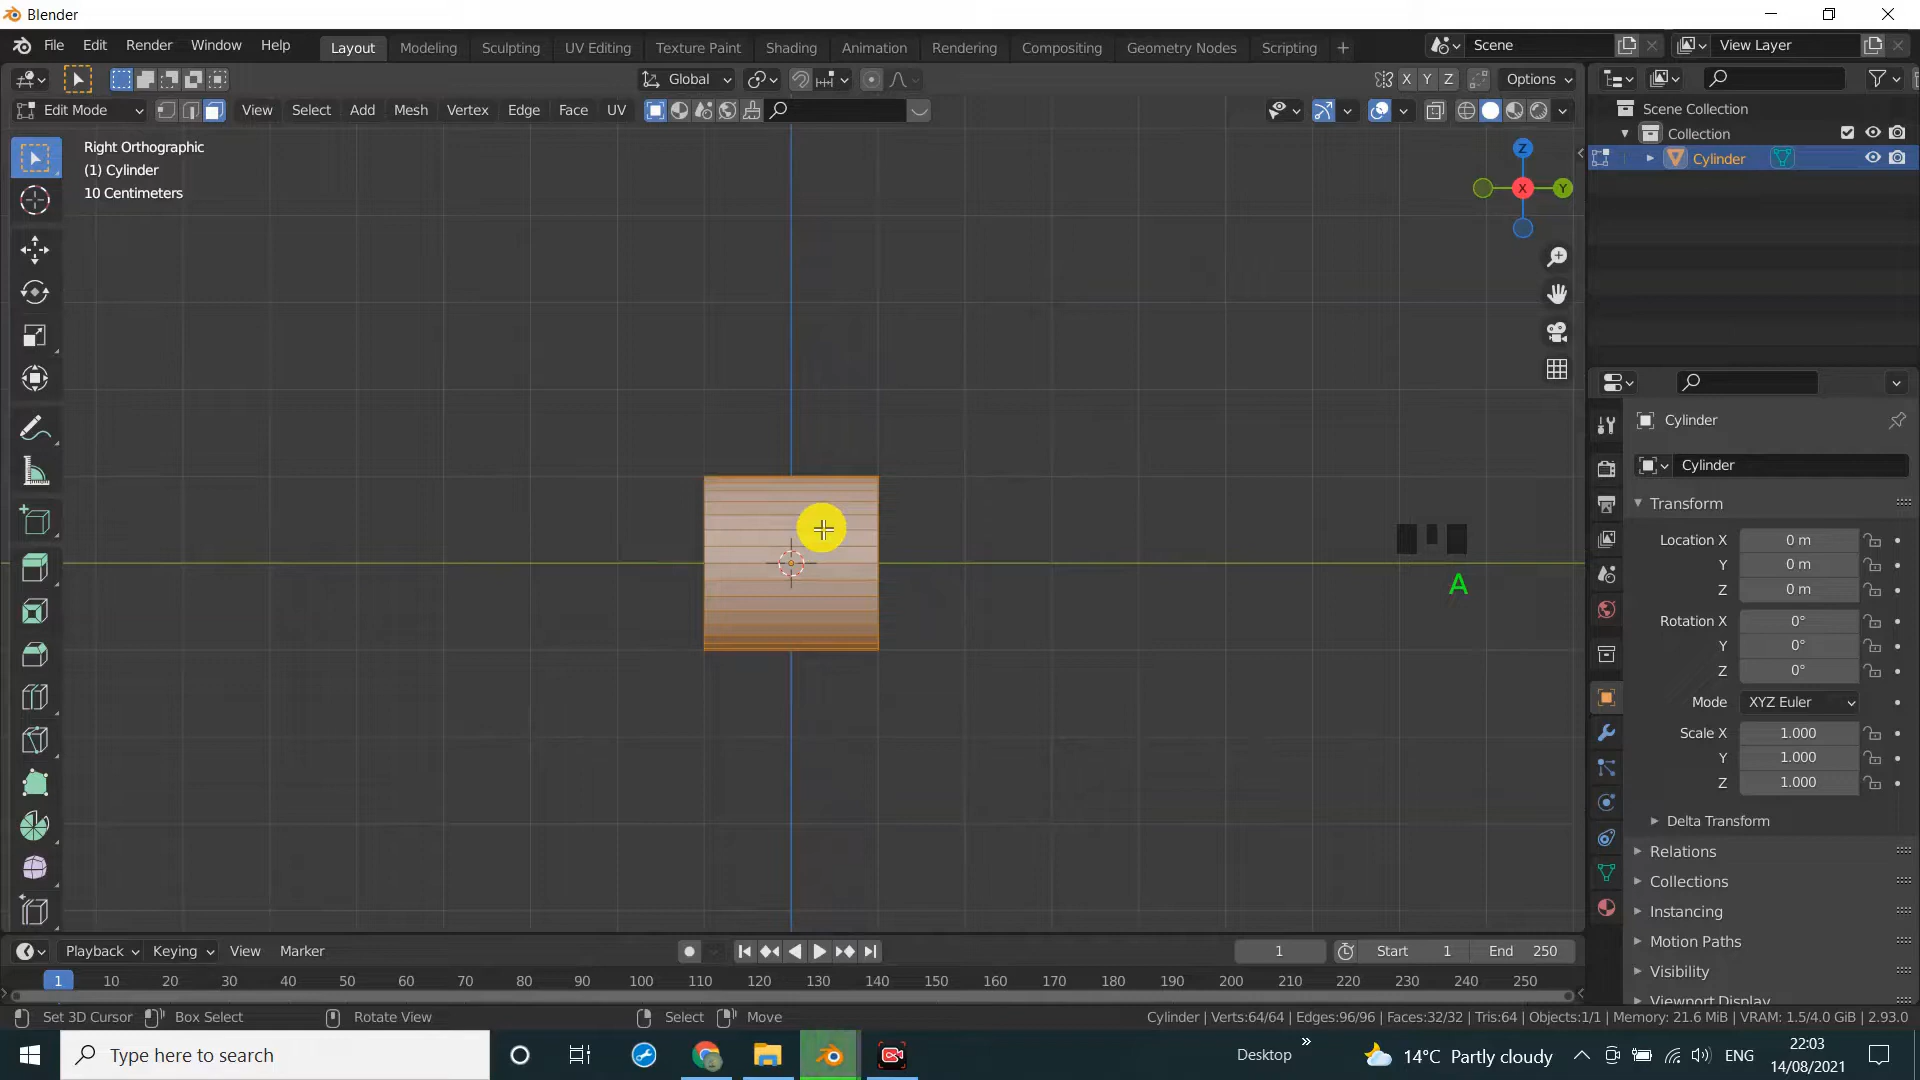 Blender
File Edit Render Window Help Layout Modeling Sculpting UV Editing Texture Paint Shading Animation Rendering Compositing Geometry Nodes Scripting + Scene View Layer
Global X Y Z Options
Edit Mode View Select Add Mesh Vertex Edge Face UV
Scene Collection
Collection
Cylinder
Right Orthographic
(1) Cylinder
10 Centimeters
Z
X
Y
A
Cylinder
Cylinder
Transform
Location X 0 m
Y 0 m
Z 0 m
Rotation X 0°
Y 0°
Z 0°
Mode XYZ Euler
Scale X 1.000
Y 1.000
Z 1.000
Delta Transform
Relations
Collections
Instancing
Motion Paths
Visibility
Viewport Display
Playback Keying View Marker 1 Start 1 End 250
1 10 20 30 40 50 60 70 80 90 100 110 120 130 140 150 160 170 180 190 200 210 220 230 240 250
Set 3D Cursor Box Select Rotate View Select Move Cylinder | Verts:64/64 | Edges:96/96 | Faces:32/32 | Tris:64 | Objects:1/1 | Memory: 21.6 MiB | VRAM: 1.5/4.0 GiB | 2.93.0
Type here to search Desktop » 14°C Partly cloudy ENG 22:03
14/08/2021